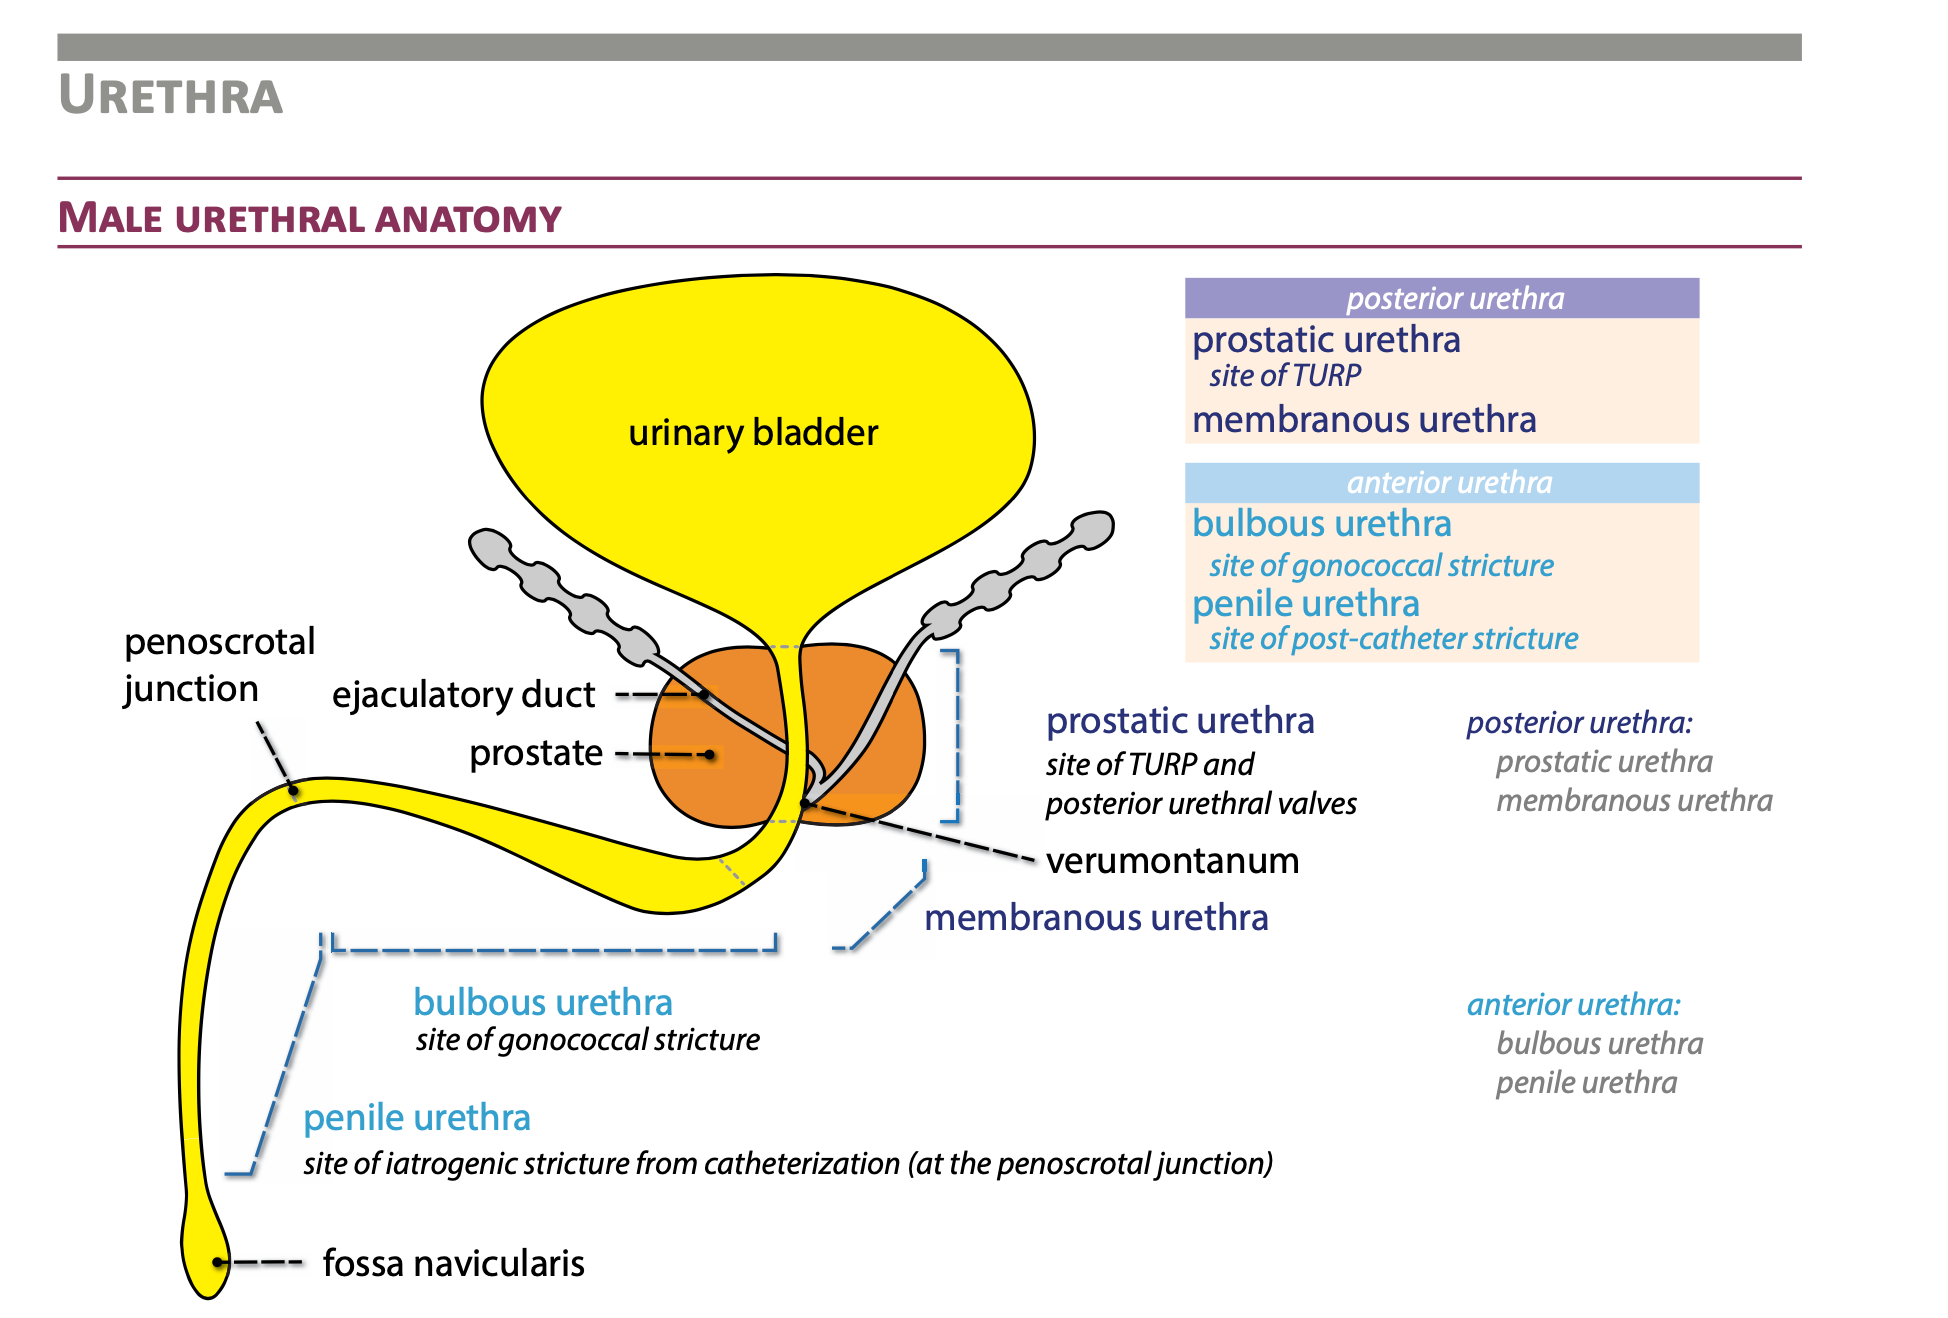 URETHRA
MALE URETHRAL ANATOMY
urinary bladder
posterior urethra
prostatic urethra
site of TURP
membranous urethra
anterior urethra
bulbous urethra
site of gonococcal stricture
penile urethra
site of post-catheter stricture
penoscrotal
junction
ejaculatory duct
prostate
prostatic urethra
site of TURP and
posterior urethral valves
verumontanum
membranous urethra
posterior urethra:
prostatic urethra
membranous urethra
bulbous urethra
site of gonococcal stricture
anterior urethra:
bulbous urethra
penile urethra
penile urethra
site of iatrogenic stricture from catheterization (at the penoscrotal junction)
fossa navicularis